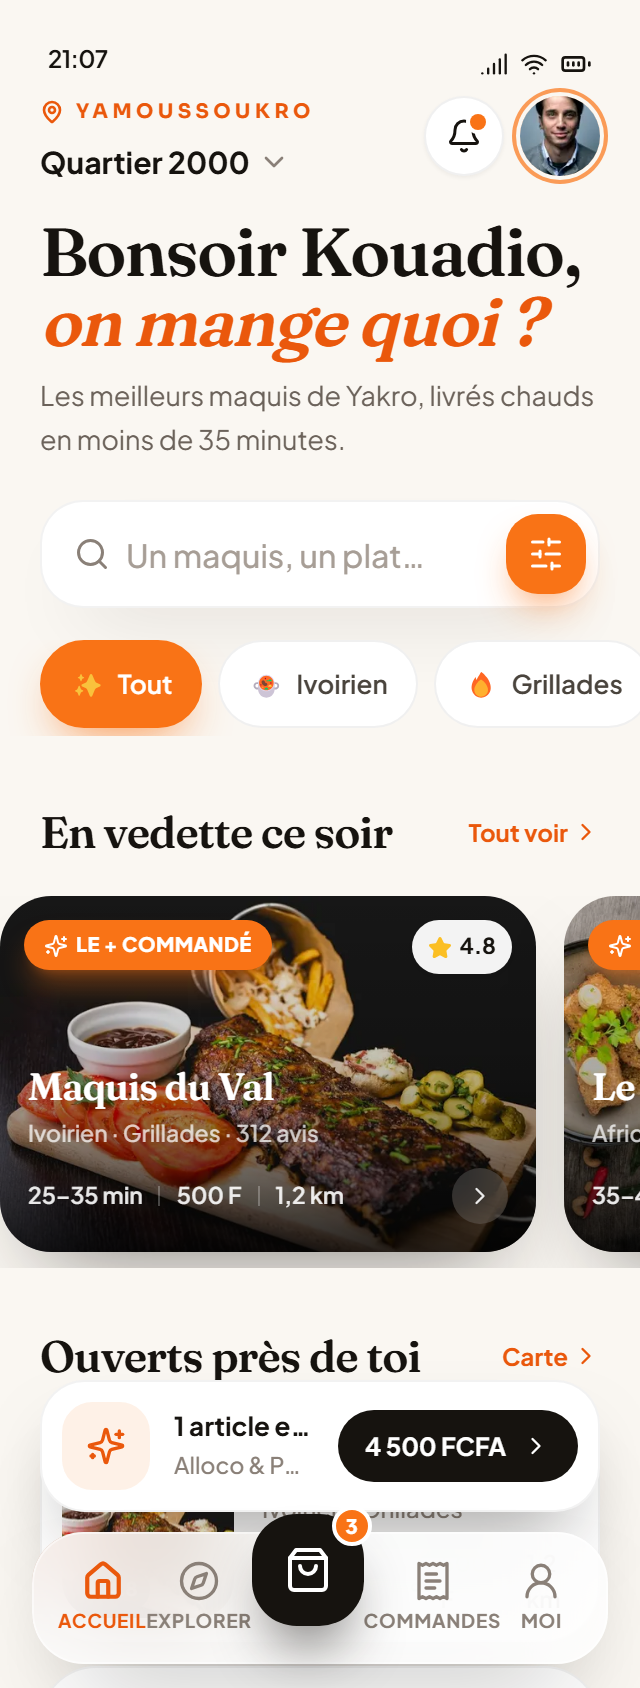 21:07
YAMOUSSOUKRO
Quartier 2000
Bonsoir Kouadio,
on mange quoi ?
Les meilleurs maquis de Yakro, livrés chauds
en moins de 35 minutes.
Un maquis, un plat...
Tout
Ivoirien
Grillades
En vedette ce soir
Tout voir
LE + COMMANDÉ
4.8
Maquis du Val
Ivoirien · Grillades · 312 avis
25–35 min | 500 F | 1,2 km
Le
Afric
35–4
Ouverts près de toi
Carte
1 article e...
Alloco & P...
4 500 FCFA
3
ACCUEIL
EXPLORER
COMMANDES
MOI